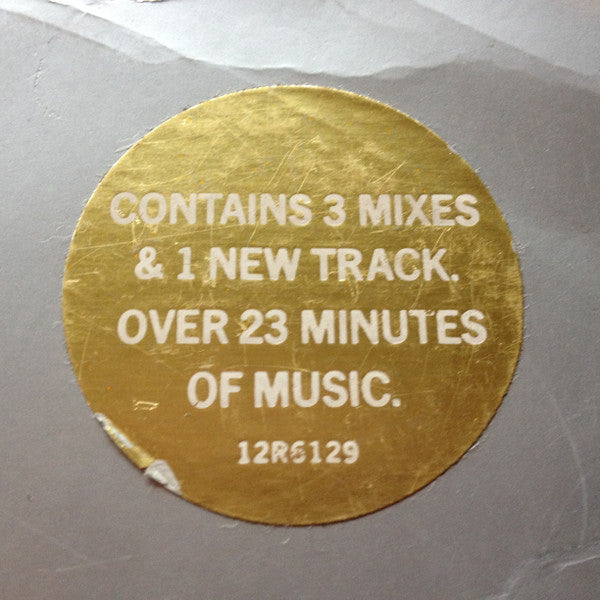 CONTAINS 3 MIXES
& 1 NEW TRACK.
OVER 23 MINUTES
OF MUSIC.
12R6129